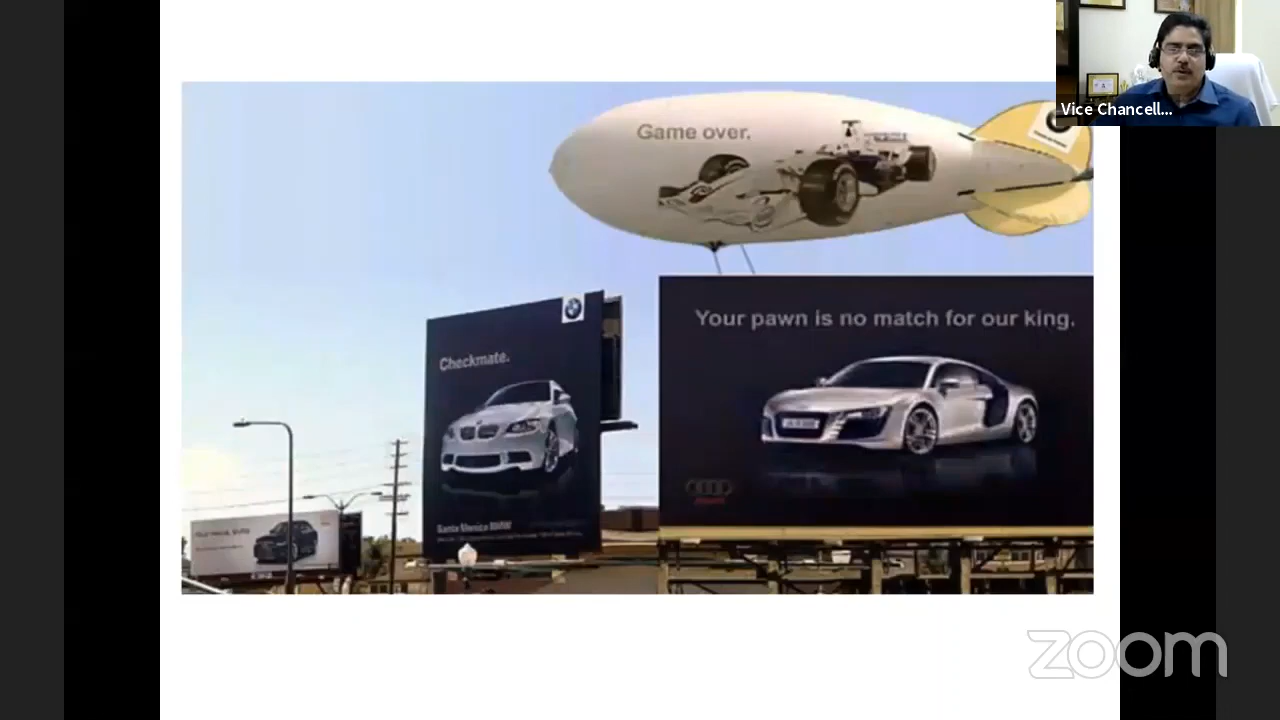 Vice Chancell...
Game over.
Your pawn is no match for our king.
Checkmate.
Santa Monica BMW
zoom